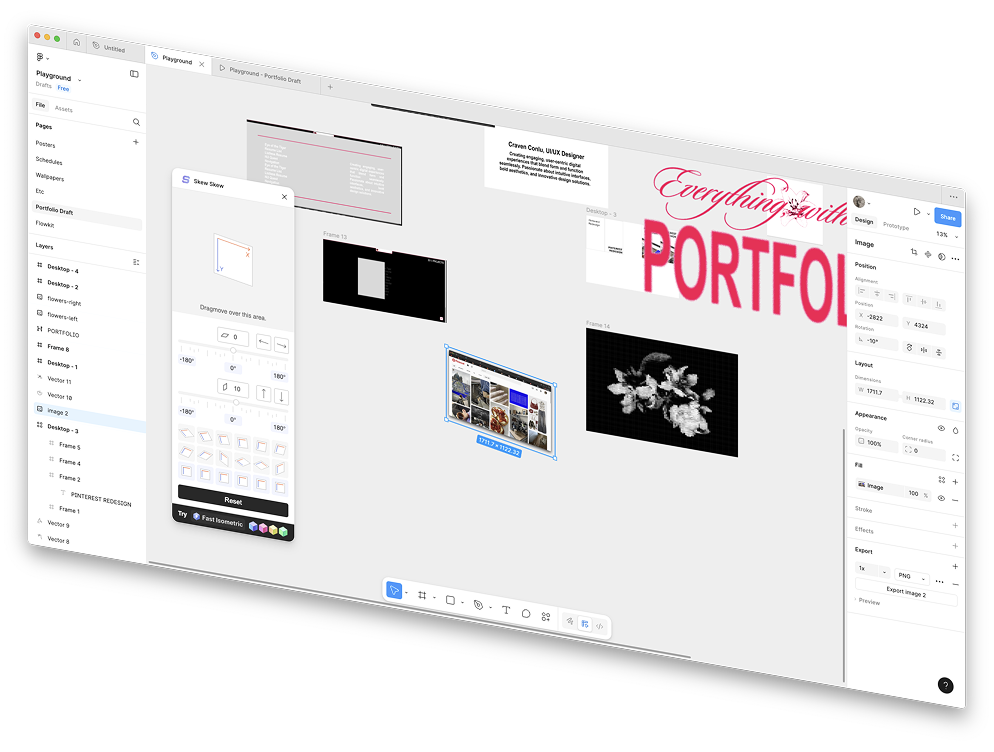 Untitled
Playground
Playground - Portfolio Draft
Playground
Drafts
Free
File
Assets
Pages
Posters
Schedules
Wallpapers
Etc
Portfolio Draft
Flowkit
Layers
Desktop - 4
Desktop - 2
flowers-right
flowers-left
PORTFOLIO
Frame 8
Desktop - 1
Vector 11
Vector 10
image 2
Desktop - 3
Frame 5
Frame 4
Frame 2
PINTEREST REDESIGN
Frame 1
Vector 9
Vector 8
Skew Skew
X
Y
Dragmove over this area.
0
-180°
0°
180°
10
-180°
0°
180°
Reset
Try
Fast Isometric
Craven Conlu, UI/UX Designer
Creating engaging, user-centric digital
experiences that blend form and function
seamlessly. Passionate about intuitive interfaces,
bold aesthetics, and innovative design solutions.
Everything, with
Desktop - 3
PORTFOL
Frame 13
Frame 14
1711.7 × 1122.32
Share
Design
Prototype
13%
Image
Position
Alignment
Position
X -2822
Y 4324
Rotation
-10°
Layout
Dimensions
W 1711.7
H 1122.32
Appearance
Opacity
Corner radius
100%
0
Fill
Image
100 %
Stroke
Effects
Export
1x
PNG
Export image 2
Preview
?